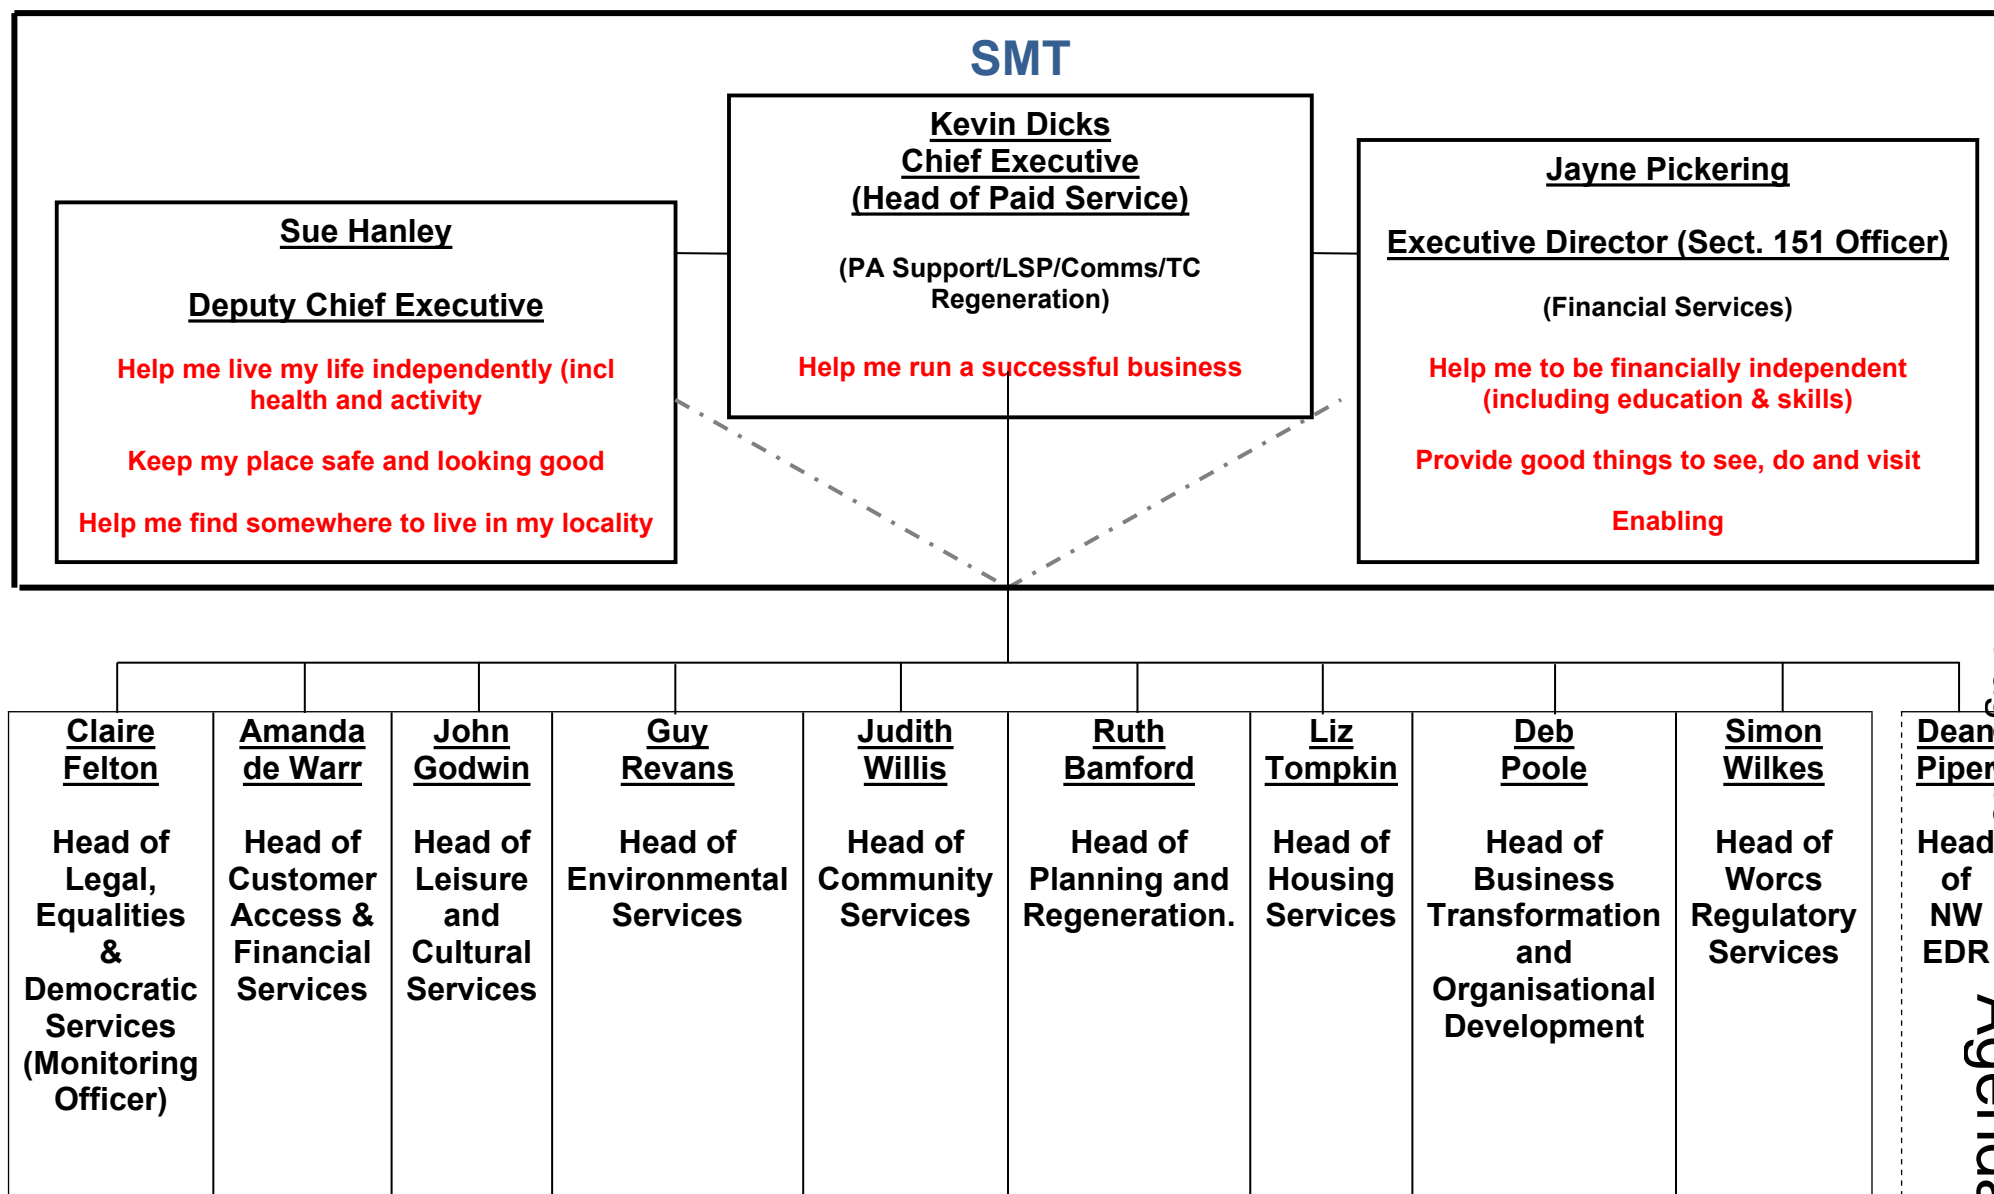 SMT
Kevin Dicks
Chief Executive
(Head of Paid Service)
(PA Support/LSP/Comms/TC
Regeneration)
Help me run a successful business
Sue Hanley
Deputy Chief Executive
Help me live my life independently (incl
health and activity
Keep my place safe and looking good
Help me find somewhere to live in my locality
Jayne Pickering
Executive Director (Sect. 151 Officer)
(Financial Services)
Help me to be financially independent
(including education & skills)
Provide good things to see, do and visit
Enabling
Claire
Felton
Head of
Legal,
Equalities
&
Democratic
Services
(Monitoring
Officer)
Amanda
de Warr
Head of
Customer
Access &
Financial
Services
John
Godwin
Head of
Leisure
and
Cultural
Services
Guy
Revans
Head of
Environmental
Services
Judith
Willis
Head of
Community
Services
Ruth
Bamford
Head of
Planning and
Regeneration.
Liz
Tompkin
Head of
Housing
Services
Deb
Poole
Head of
Business
Transformation
and
Organisational
Development
Simon
Wilkes
Head of
Worcs
Regulatory
Services
Dean
Piper
Head
of
NW
EDR
Agenda